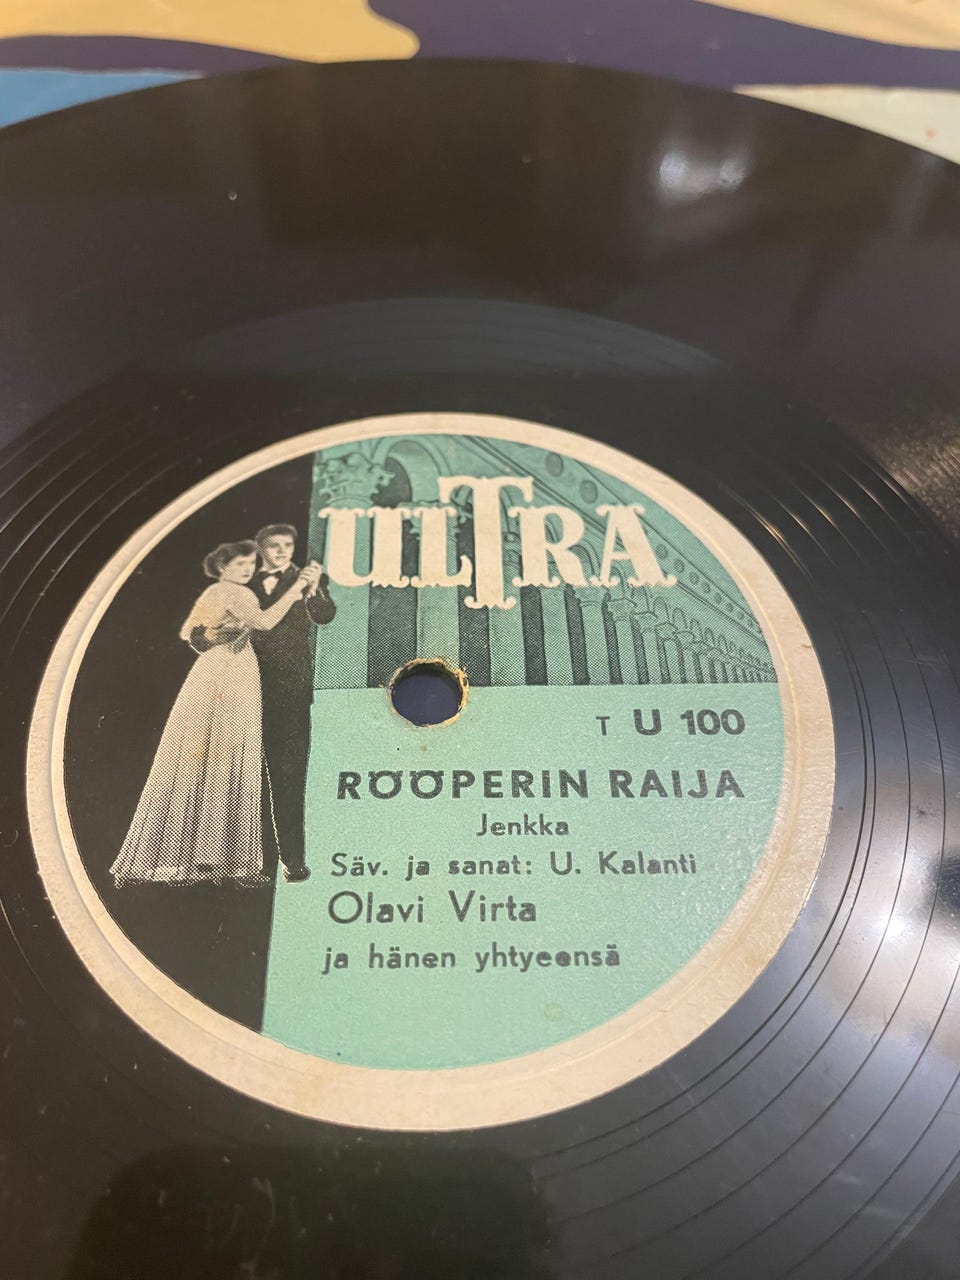 ULTRA
T U 100
RÖÖPERIN RAIJA
Jenkka
Säv. ja sanat: U. Kalanti
Olavi Virta
ja hänen yhtyeensä